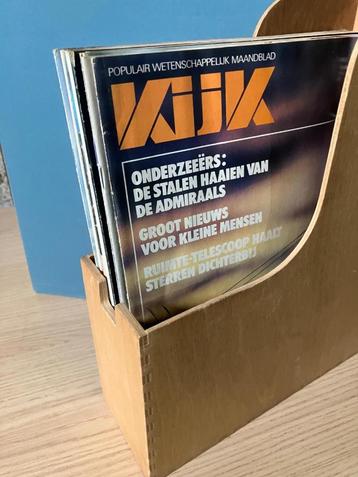 POPULAIR WETENSCHAPPELIJK MAANDBLAD
KIJK
ONDERZEEËRS:
DE STALEN HAAIEN VAN
DE ADMIRAALS
GROOT NIEUWS
VOOR KLEINE MENSEN
RUIMTE-TELESCOOP HAALT
STERREN DICHTERBIJ